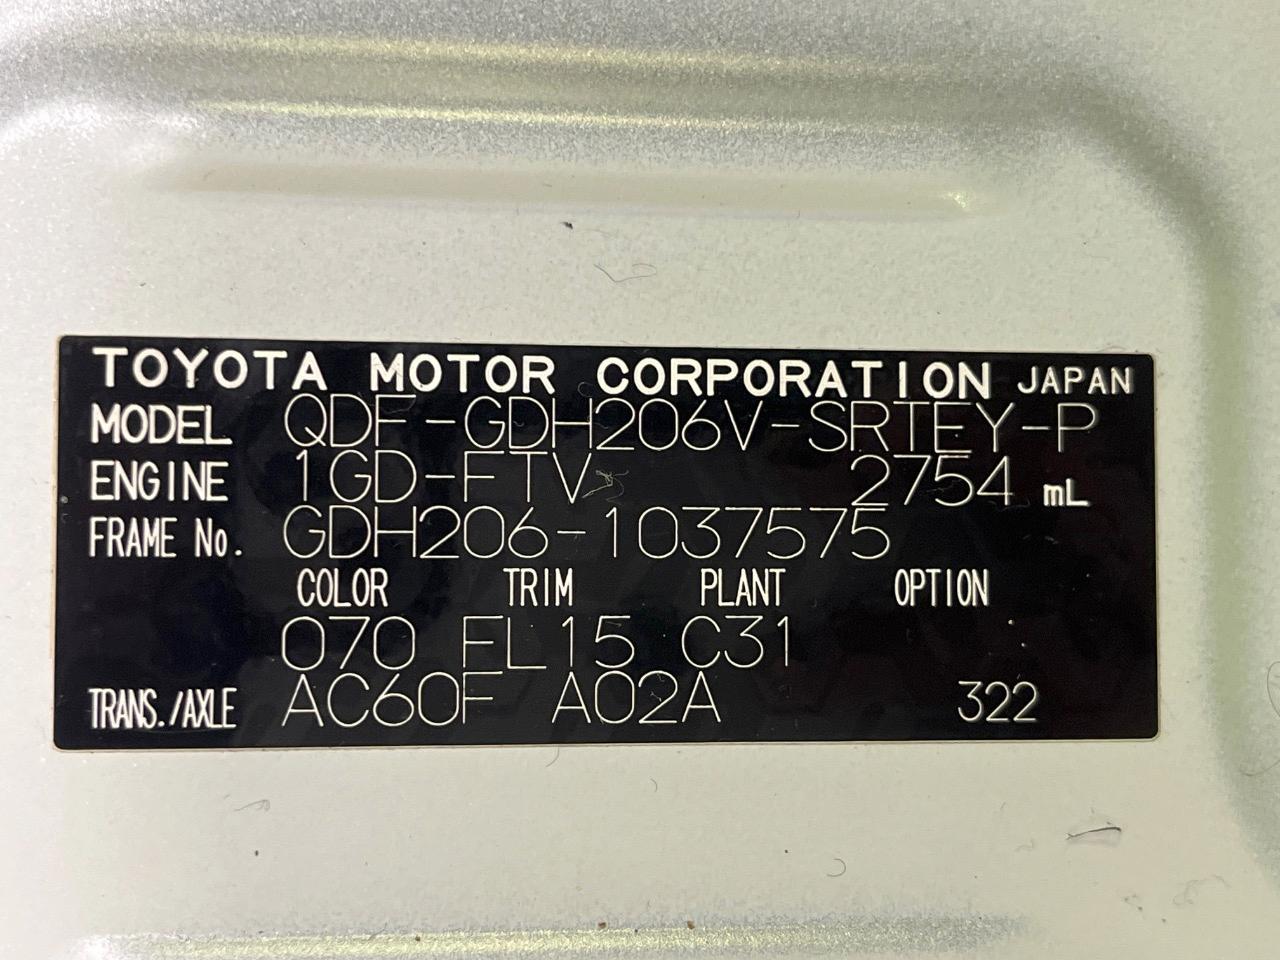 TOYOTA MOTOR CORPORATION JAPAN
MODEL QDF-GDH206V-SRTEY-P
ENGINE 1GD-FTV 2754 mL
FRAME No. GDH206-1037575
COLOR TRIM PLANT OPTION
070 FL15 C31
TRANS./AXLE AC60F A02A 322